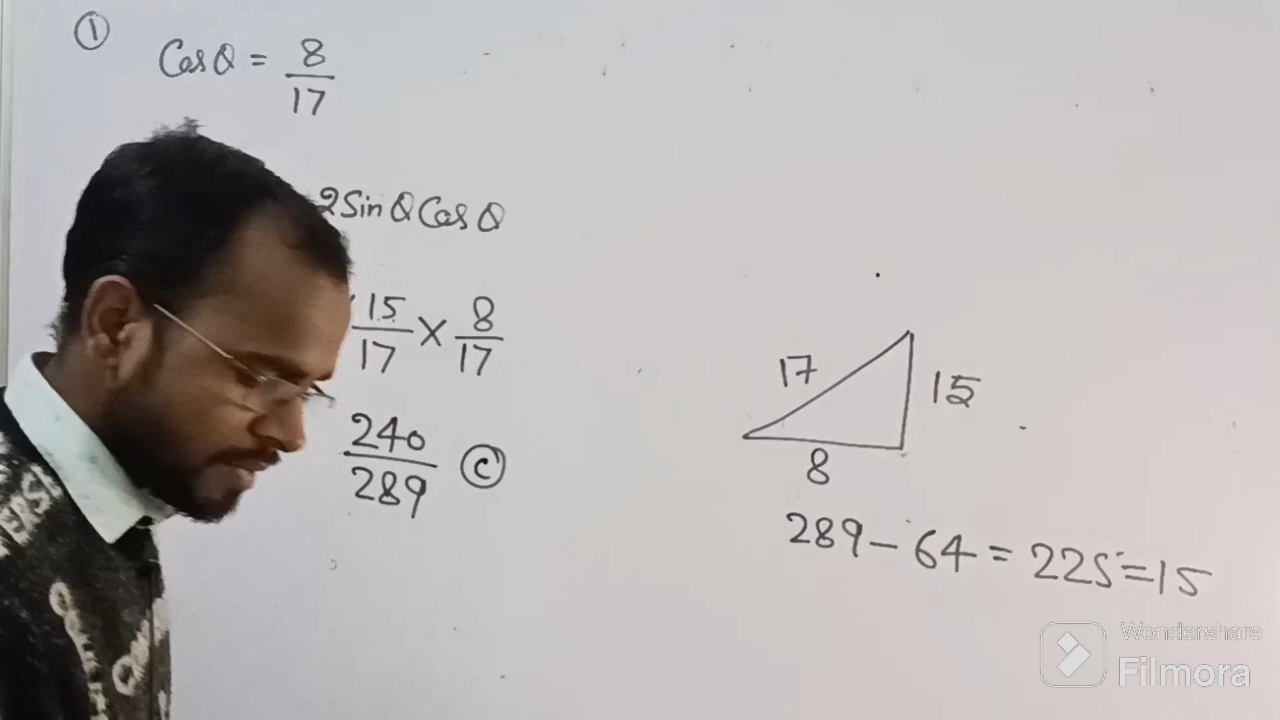 ①
Cos θ = 8/17
2Sin θ Cos θ
15/17 × 8/17
240/289 ⓒ
17
15
8
289 - 64 = 225 = 15
Wondershare
Filmora